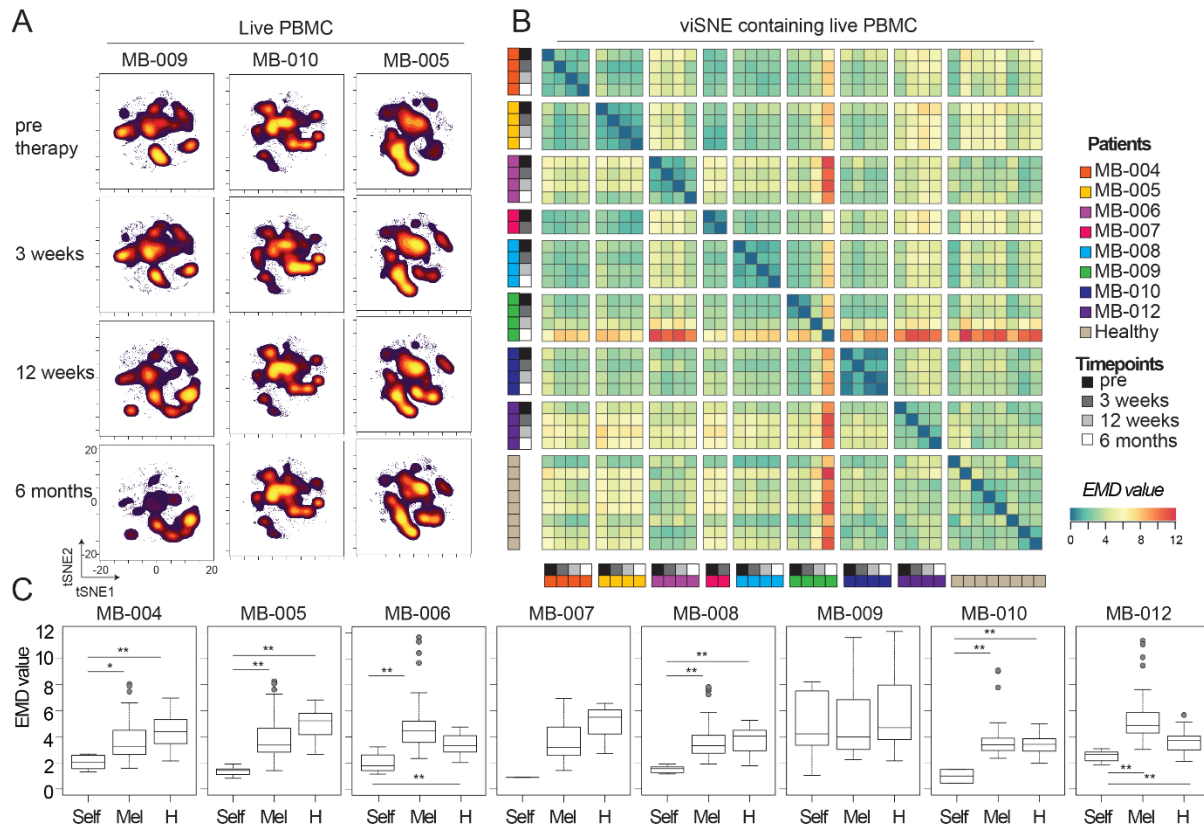 A
Live PBMC
MB-009 MB-010 MB-005
pre
therapy
3 weeks
12 weeks
6 months
20
0
-20
-20 0 20
tSNE2
tSNE1
B
viSNE containing live PBMC
Patients
MB-004
MB-005
MB-006
MB-007
MB-008
MB-009
MB-010
MB-012
Healthy
Timepoints
pre
3 weeks
12 weeks
6 months
EMD value
0 4 8 12
C
MB-004 MB-005 MB-006 MB-007 MB-008 MB-009 MB-010 MB-012
EMD value
12
10
8
6
4
2
0
** * ** ** ** ** ** ** ** ** ** **
Self Mel H Self Mel H Self Mel H Self Mel H Self Mel H Self Mel H Self Mel H Self Mel H